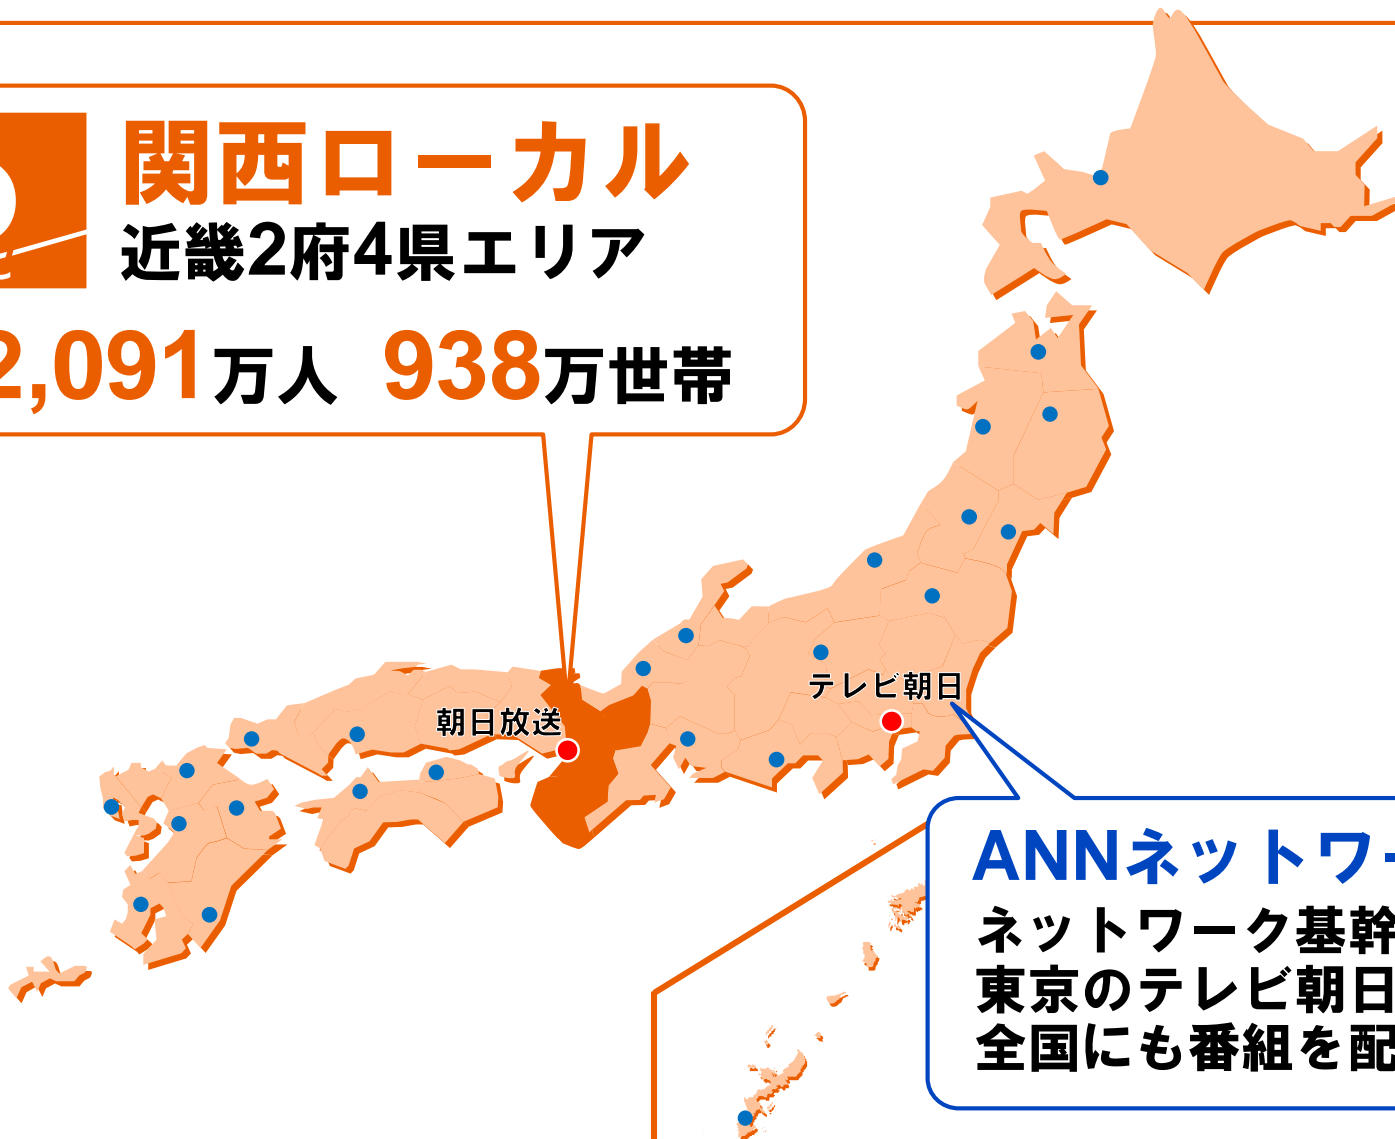 関西ローカル
近畿2府4県エリア
2,091万人 938万世帯
朝日放送
テレビ朝日
ANNネットワー
ネットワーク基幹
東京のテレビ朝日
全国にも番組を配